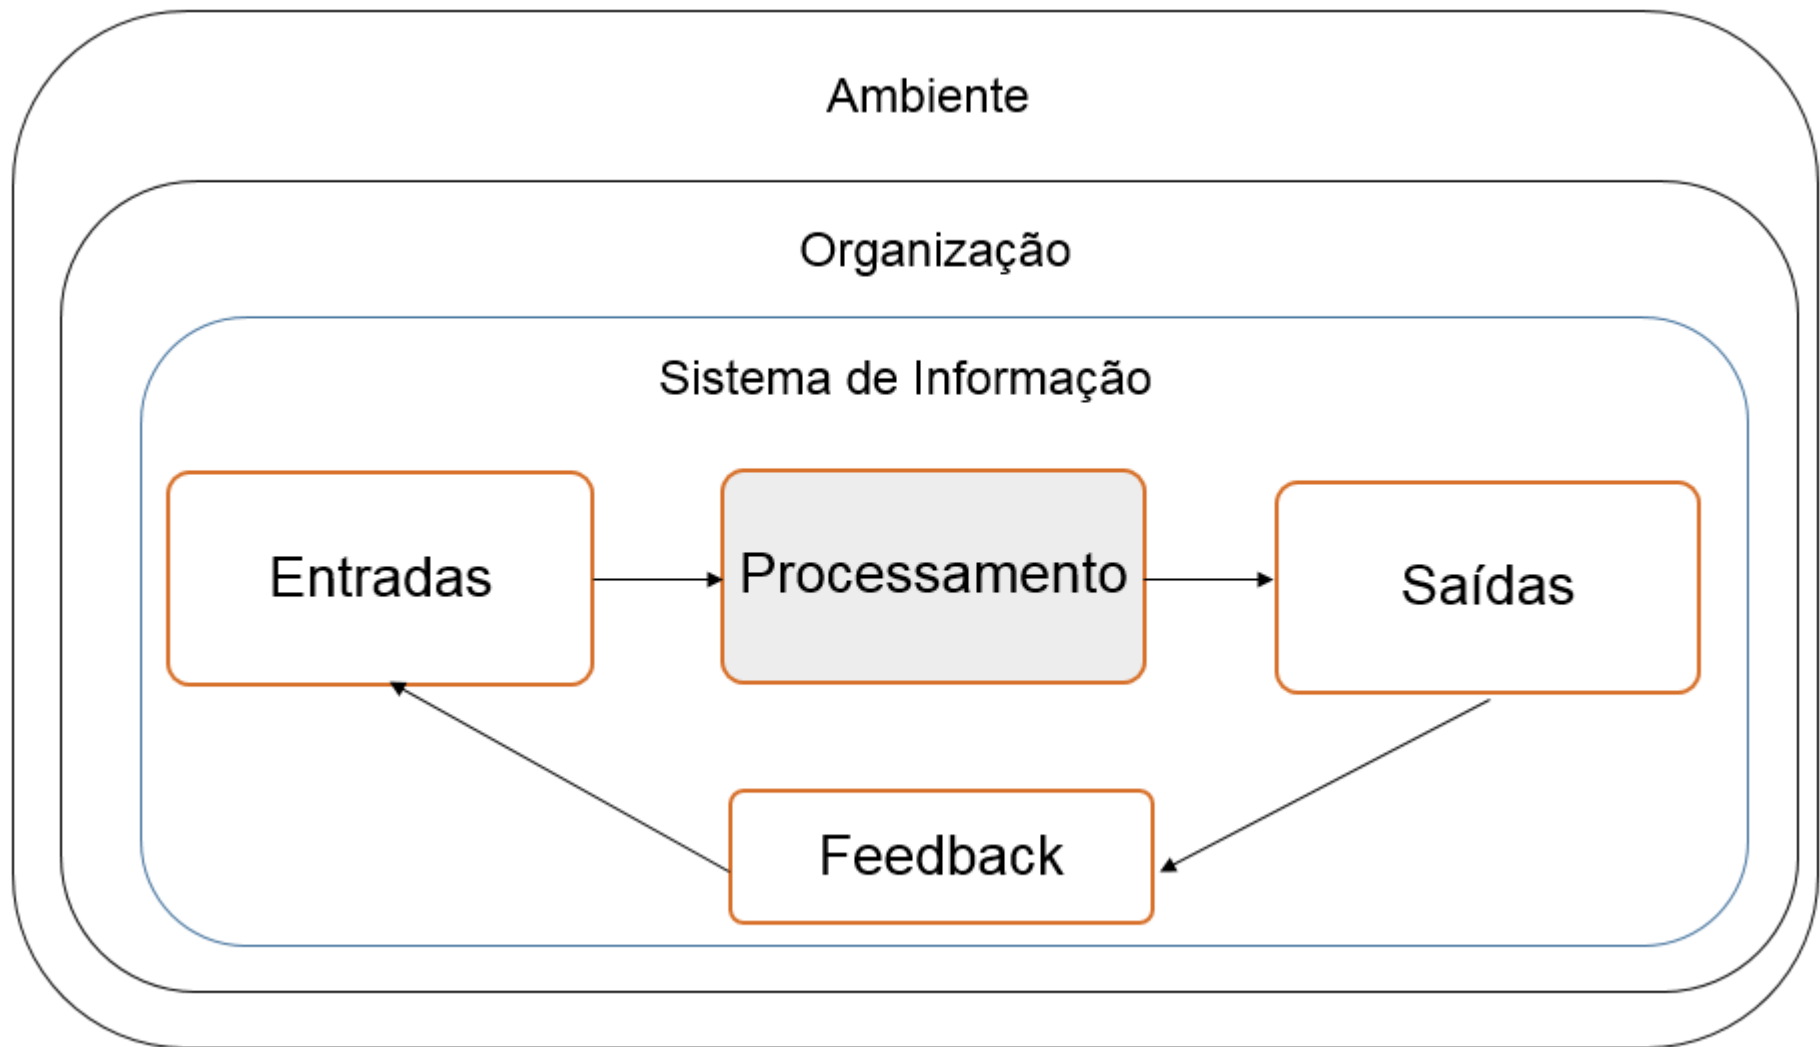 Ambiente
Organização
Sistema de Informação
Entradas
Processamento
Saídas
Feedback